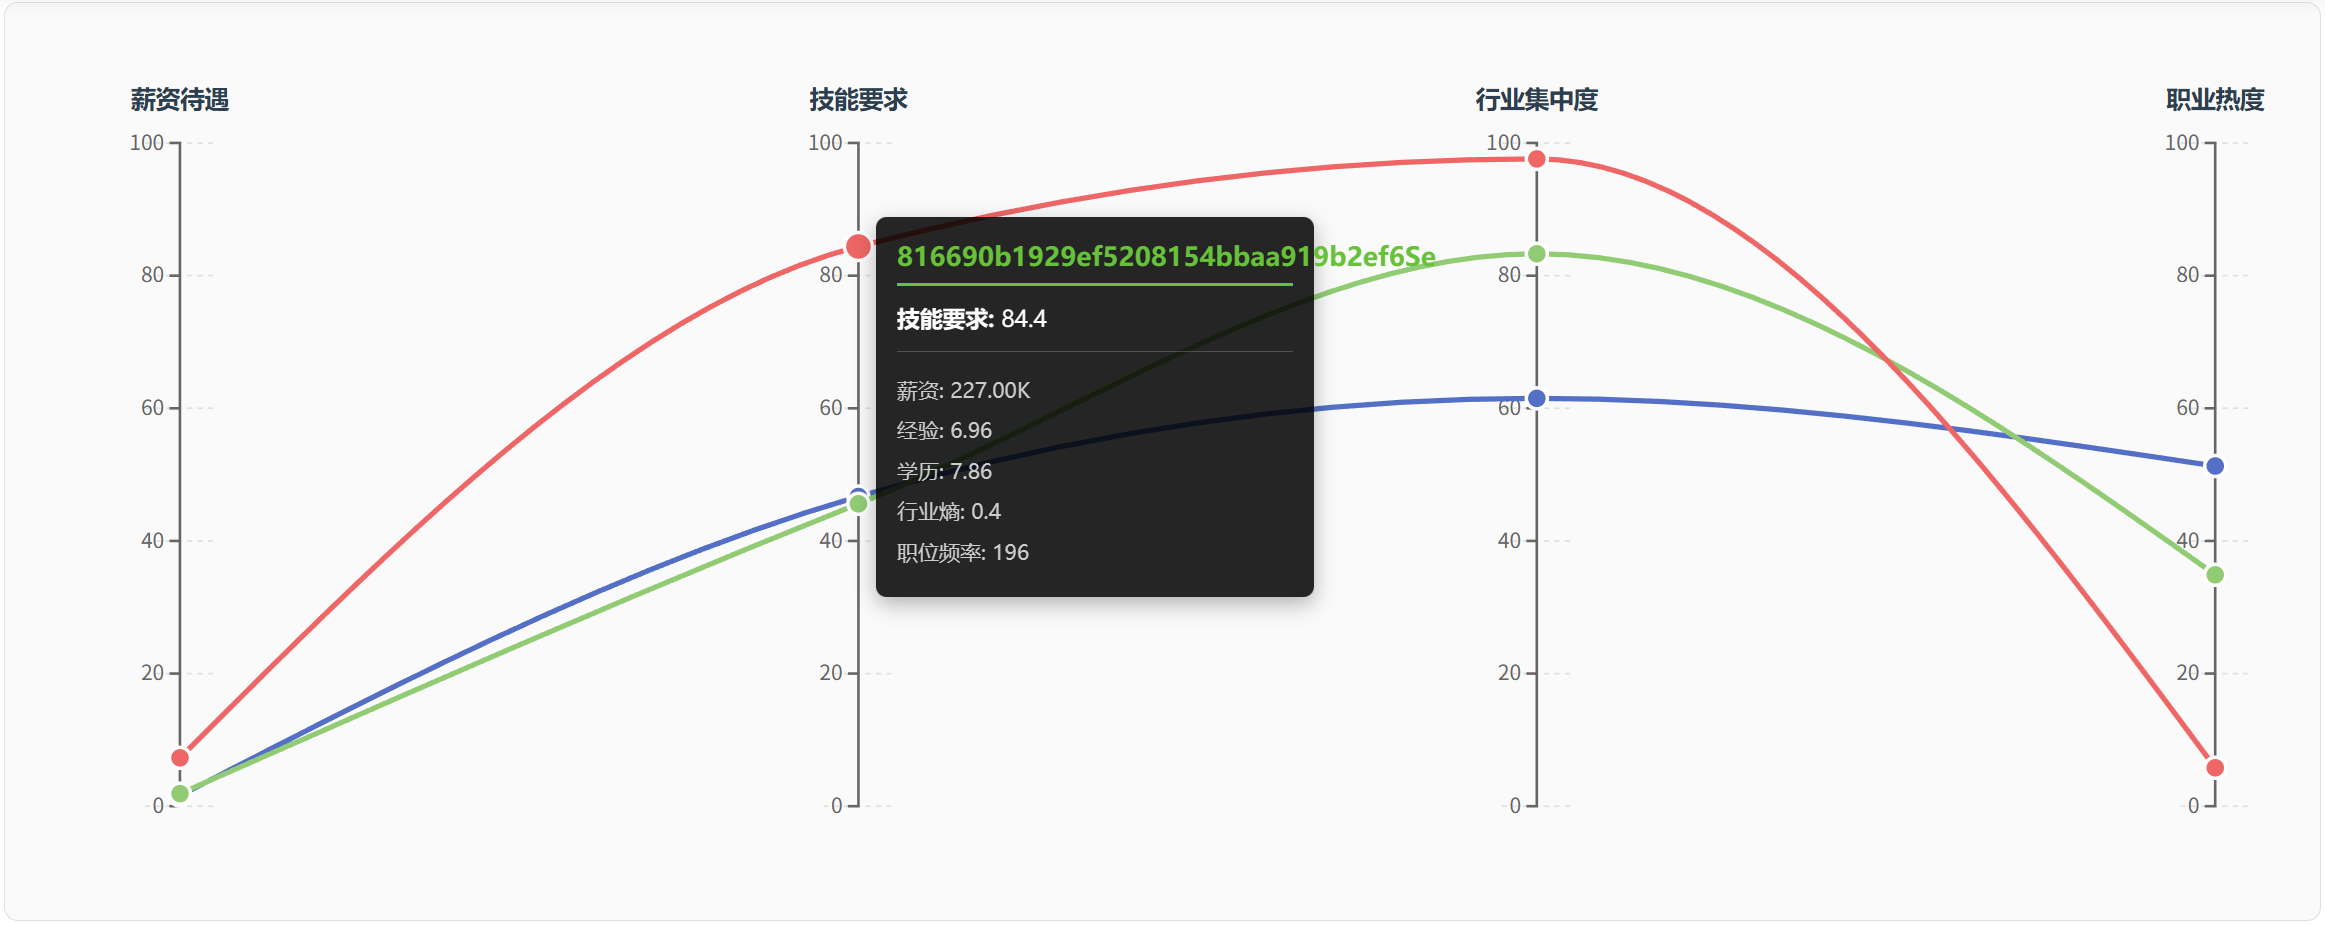 薪资待遇 技能要求 行业集中度 职业热度
100 100 100 100
80 80 80 80
60 60 60 60
40 40 40 40
20 20 20 20
0 0 0 0
816690b1929ef5208154bbaa919b2ef6Se
技能要求: 84.4
薪资: 227.00K
经验: 6.96
学历: 7.86
行业熵: 0.4
职位频率: 196